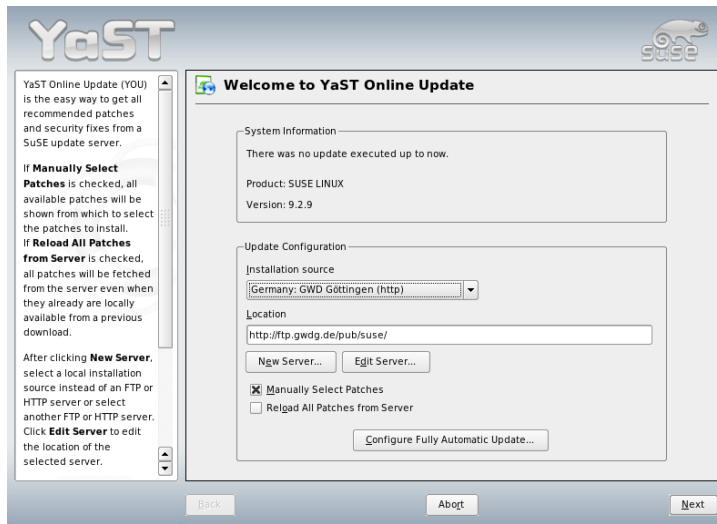 YaST
SUSE
YaST Online Update (YOU)
is the easy way to get all
recommended patches
and security fixes from a
SuSE update server.
If Manually Select
Patches is checked, all
available patches will be
shown from which to select
the patches to install.
If Reload All Patches
from Server is checked,
all patches will be fetched
from the server even when
they already are locally
available from a previous
download.
After clicking New Server,
select a local installation
source instead of an FTP or
HTTP server or select
another FTP or HTTP server.
Click Edit Server to edit
the location of the
selected server.
Welcome to YaST Online Update
System Information
There was no update executed up to now.
Product: SUSE LINUX
Version: 9.2.9
Update Configuration
Installation source
Germany: GWD Göttingen (http)
Location
http://ftp.gwdg.de/pub/suse/
New Server...
Edit Server...
Manually Select Patches
Reload All Patches from Server
Configure Fully Automatic Update...
Back
Abort
Next